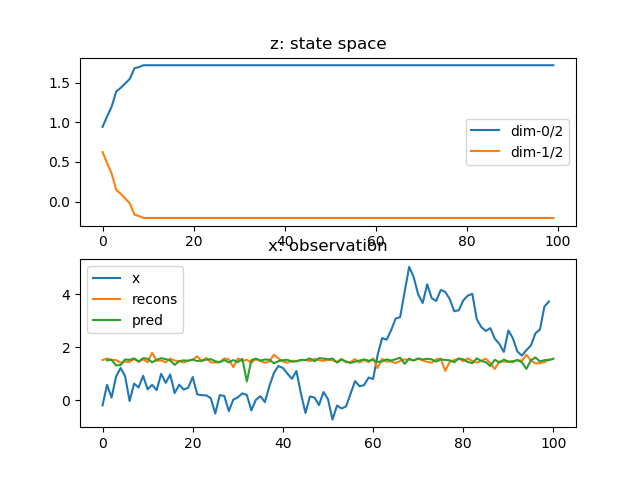 z: state space
1.5
1.0
0.5
0.0
dim-0/2
dim-1/2
0 20 40 60 80 100
x: observation
4
2
0
x
recons
pred
0 20 40 60 80 100